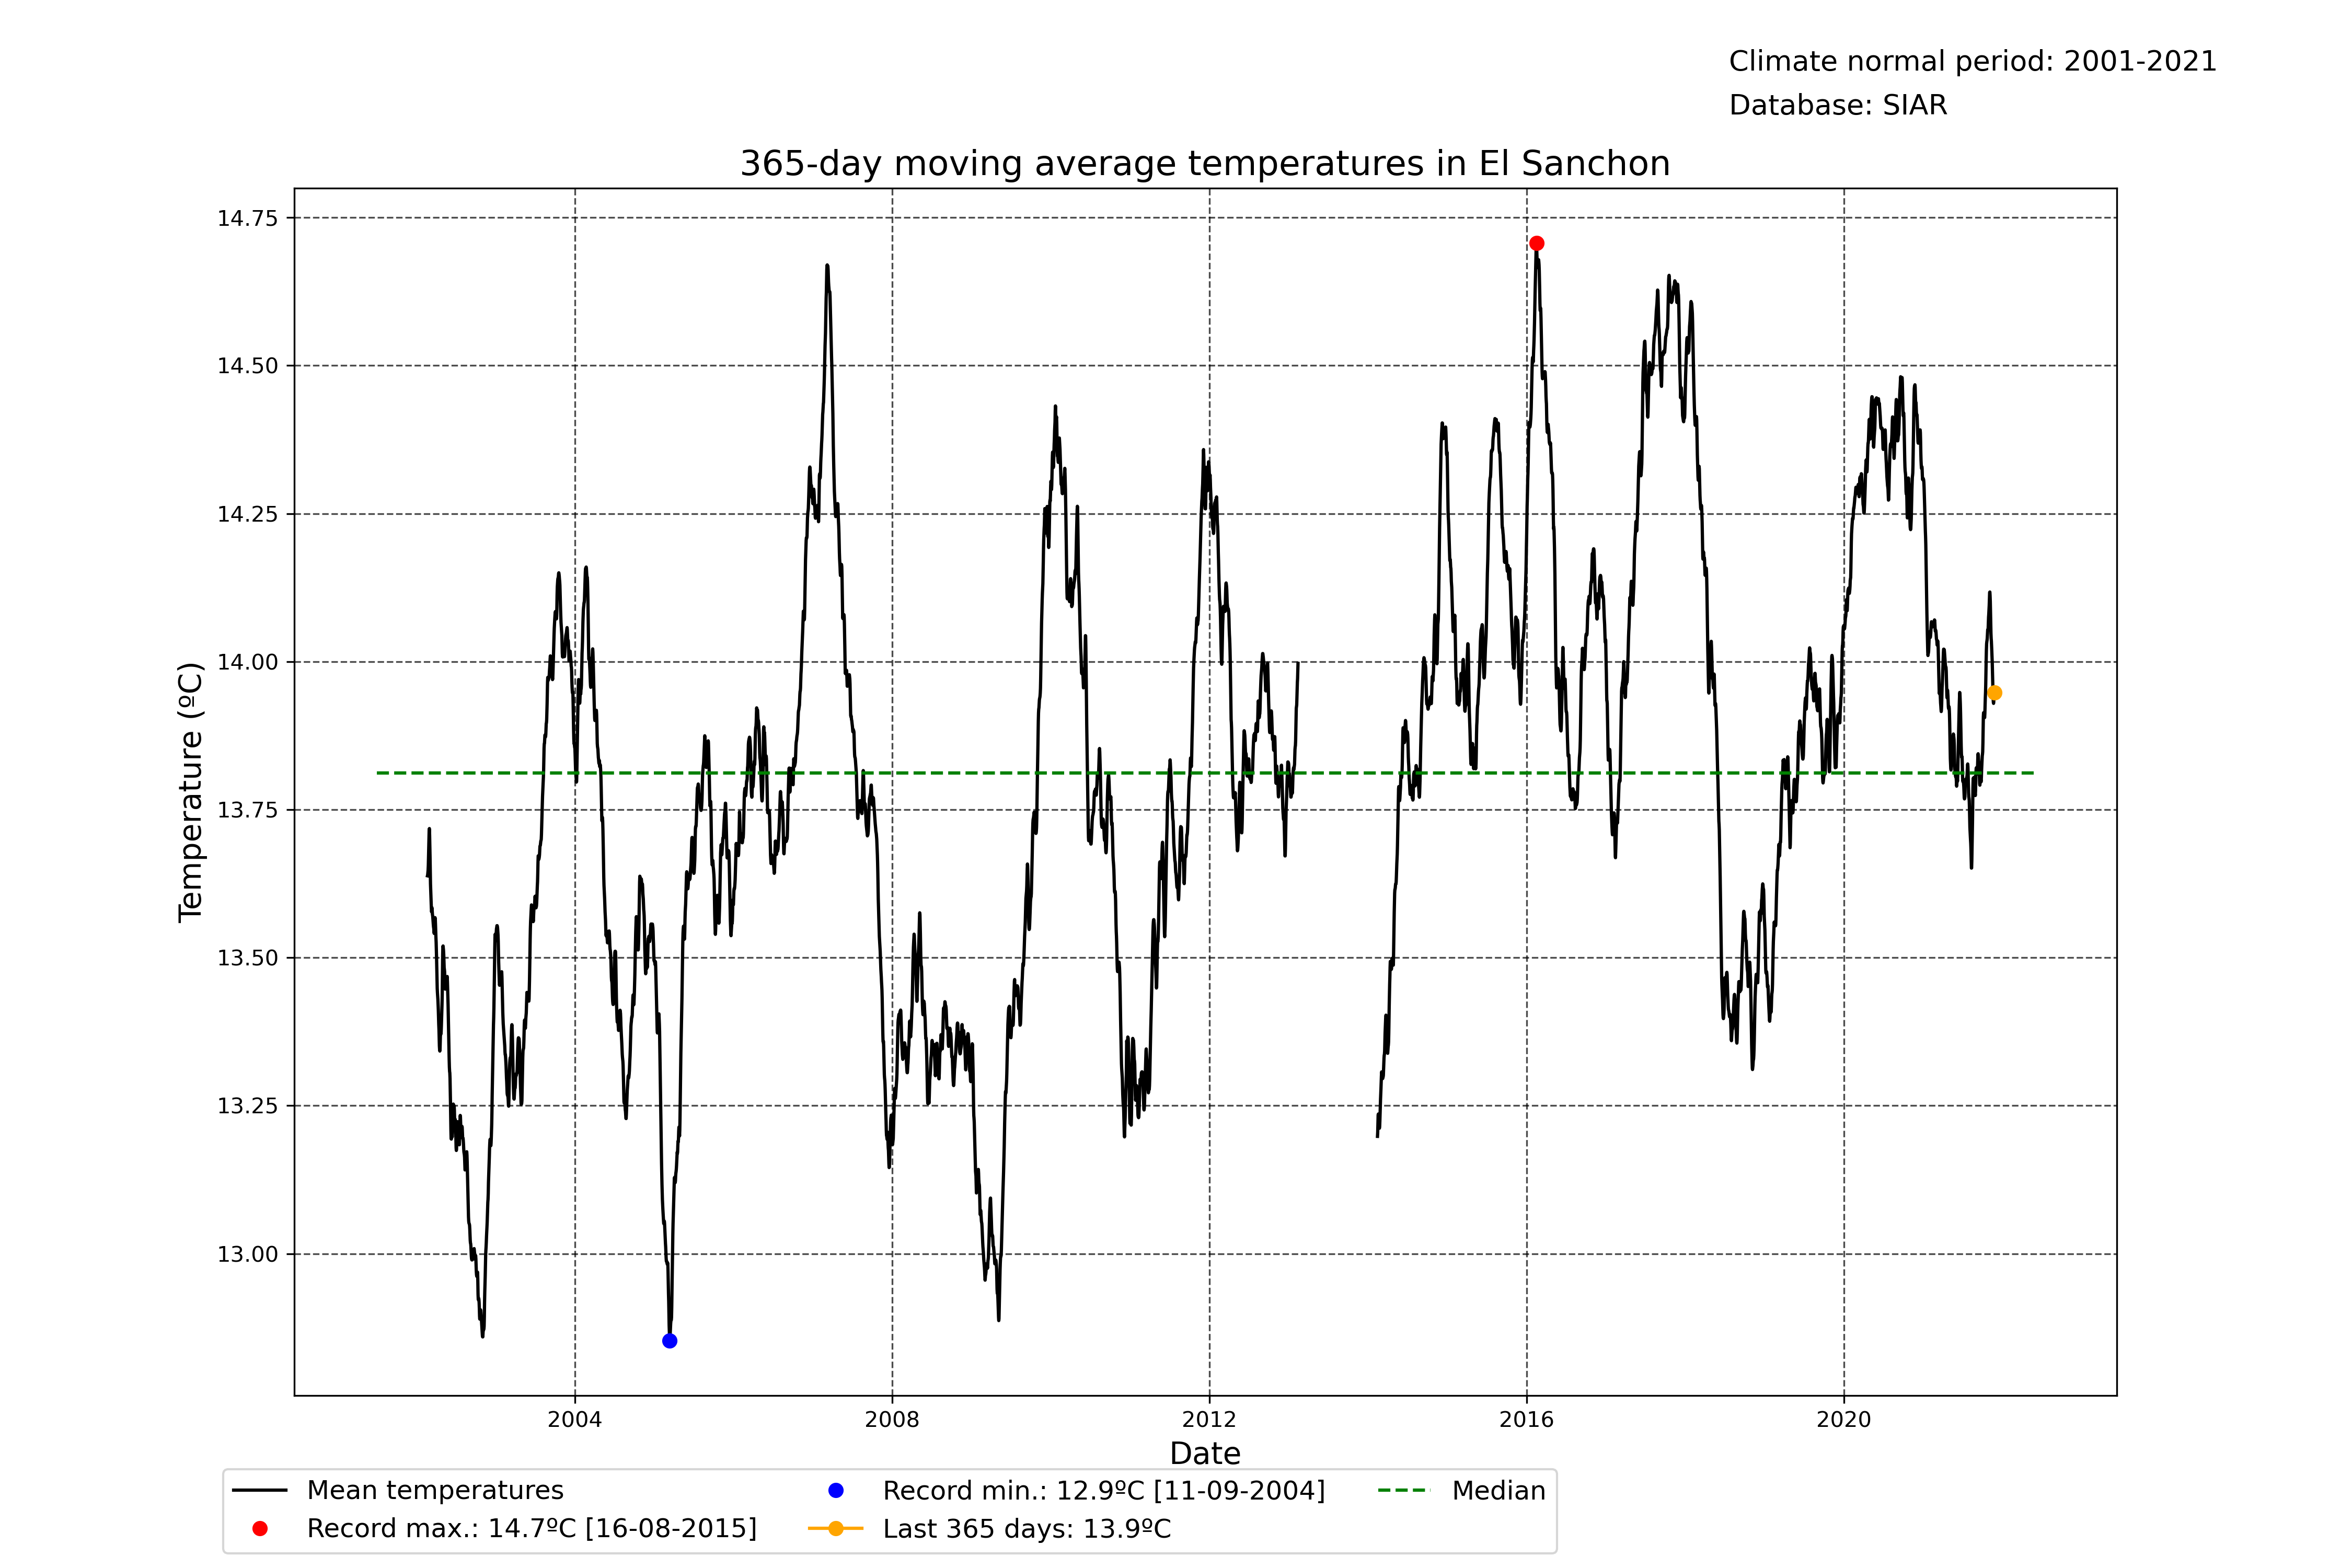 Climate normal period: 2001-2021
Database: SIAR
365-day moving average temperatures in El Sanchon
Temperature (ºC)
14.75
14.50
14.25
14.00
13.75
13.50
13.25
13.00
2004
2008
2012
2016
2020
Date
Mean temperatures
Record max.: 14.7ºC [16-08-2015]
Record min.: 12.9ºC [11-09-2004]
Last 365 days: 13.9ºC
Median